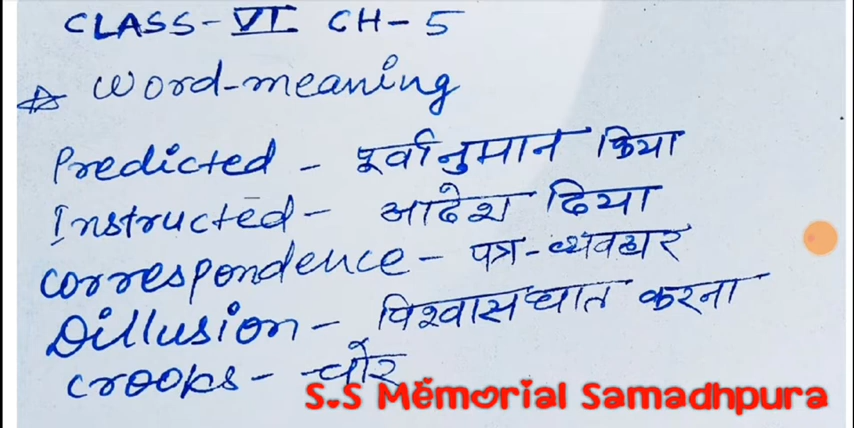 CLASS-VI CH-5
☆ Word-meaning
Predicted - पूर्वानुमान किया
Instructed - आदेश दिया
Correspondence - पत्र-व्यवहार
Dillusion - विश्वासघात करना
Crooks - चोर
S.S Memorial Samadhpura